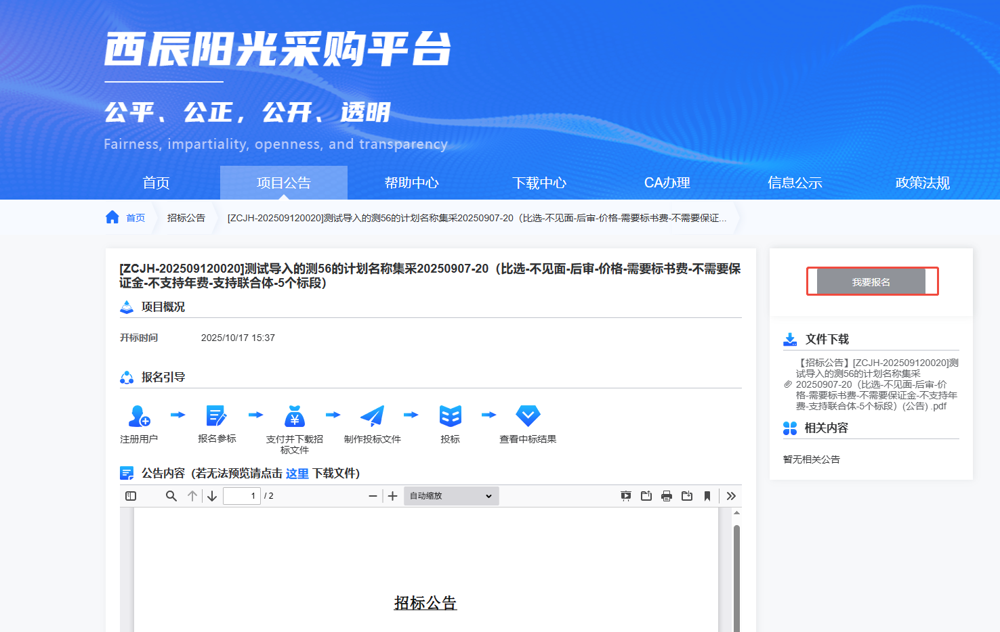 西辰阳光采购平台
公平、公正，公开、透明
Fairness, impartiality, openness, and transparency
首页 项目公告 帮助中心 下载中心 CA办理 信息公示 政策法规
首页 招标公告 [ZCJH-202509120020]测试导入的测56的计划名称集采20250907-20（比选-不见面-后审-价格-需要标书费-不需要保证...
[ZCJH-202509120020]测试导入的测56的计划名称集采20250907-20（比选-不见面-后审-价格-需要标书费-不需要保
证金-不支持年费-支持联合体-5个标段）
项目概况
开标时间 2025/10/17 15:37
报名引导
注册用户 报名参标 支付并下载招 制作投标文件 投标 查看中标结果
标文件
公告内容（若无法预览请点击 这里 下载文件）
1 / 2 自动缩放
招标公告
我要报名
文件下载
【招标公告】[ZCJH-202509120020]测
试导入的测56的计划名称集采
20250907-20（比选-不见面-后审-价
格-需要标书费-不需要保证金-不支持年
费-支持联合体-5个标段）(公告) .pdf
相关内容
暂无相关公告